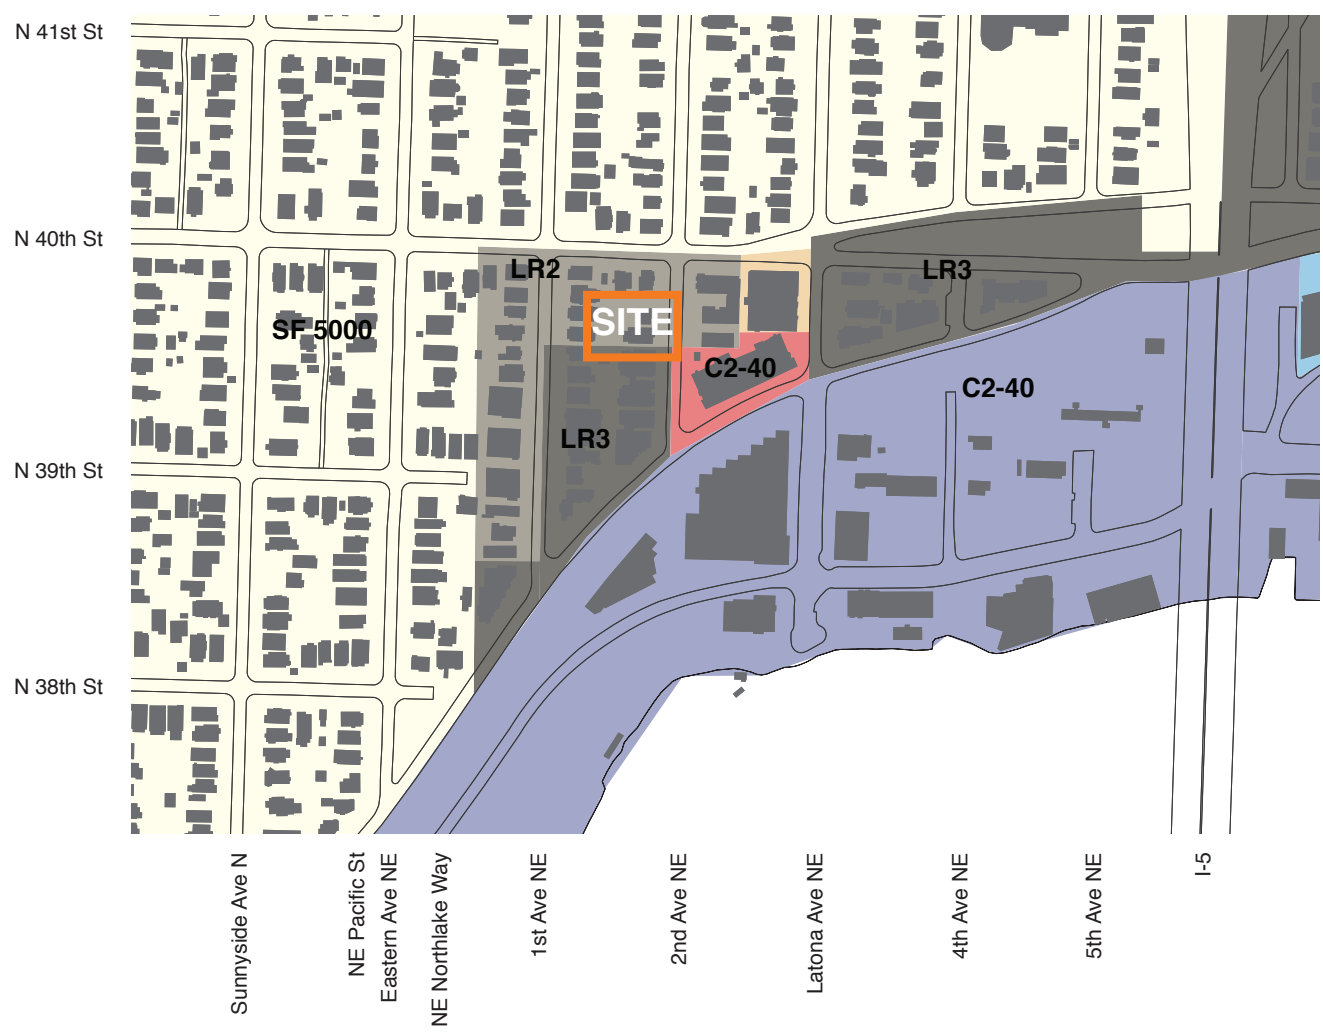 N 41st St
N 40th St
LR2
LR3
SITE
SF 5000
C2-40
C2-40
LR3
N 39th St
N 38th St
Sunnyside Ave N
NE Pacific St
Eastern Ave NE
NE Northlake Way
1st Ave NE
2nd Ave NE
Latona Ave NE
4th Ave NE
5th Ave NE
I-5